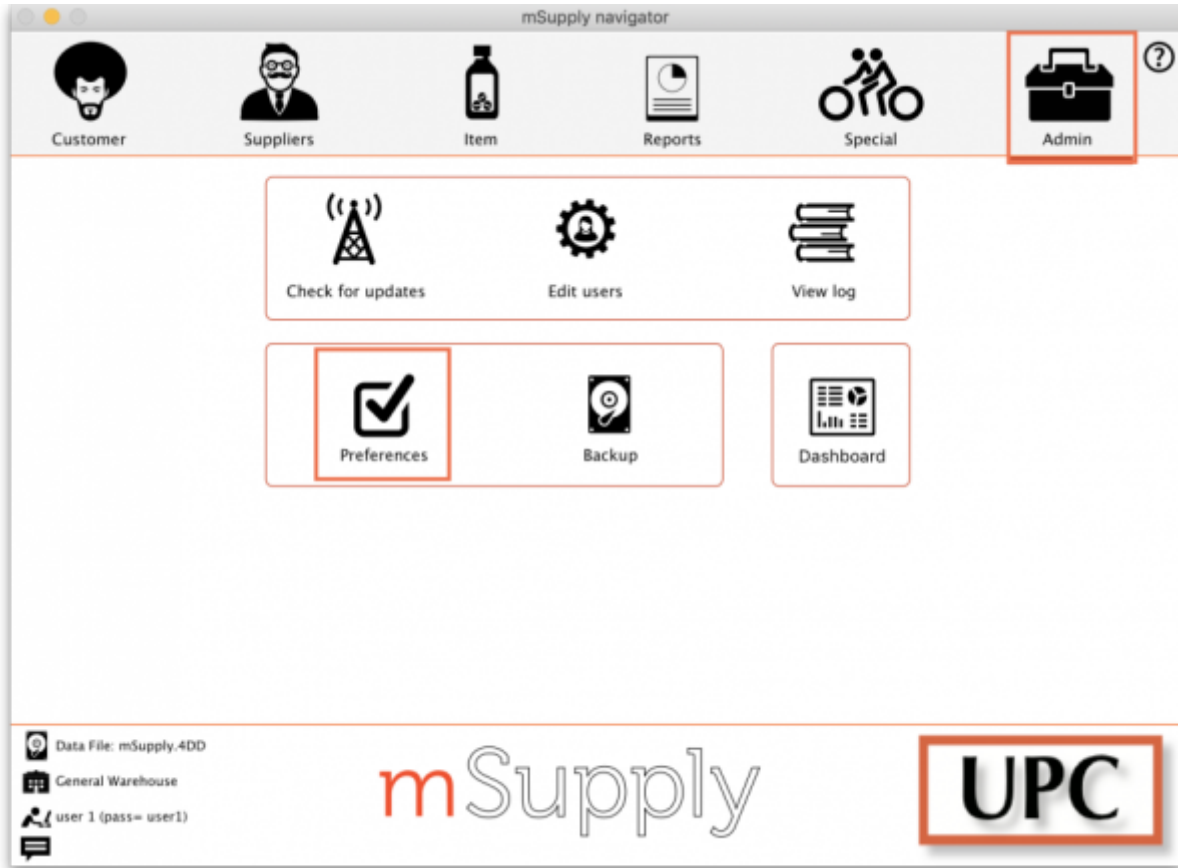 mSupply navigator
Customer Suppliers Item Reports Special Admin ?
Check for updates Edit users View log
Preferences Backup Dashboard
Data File: mSupply.4DD
General Warehouse
user 1 (pass= user1)
mSupply
UPC